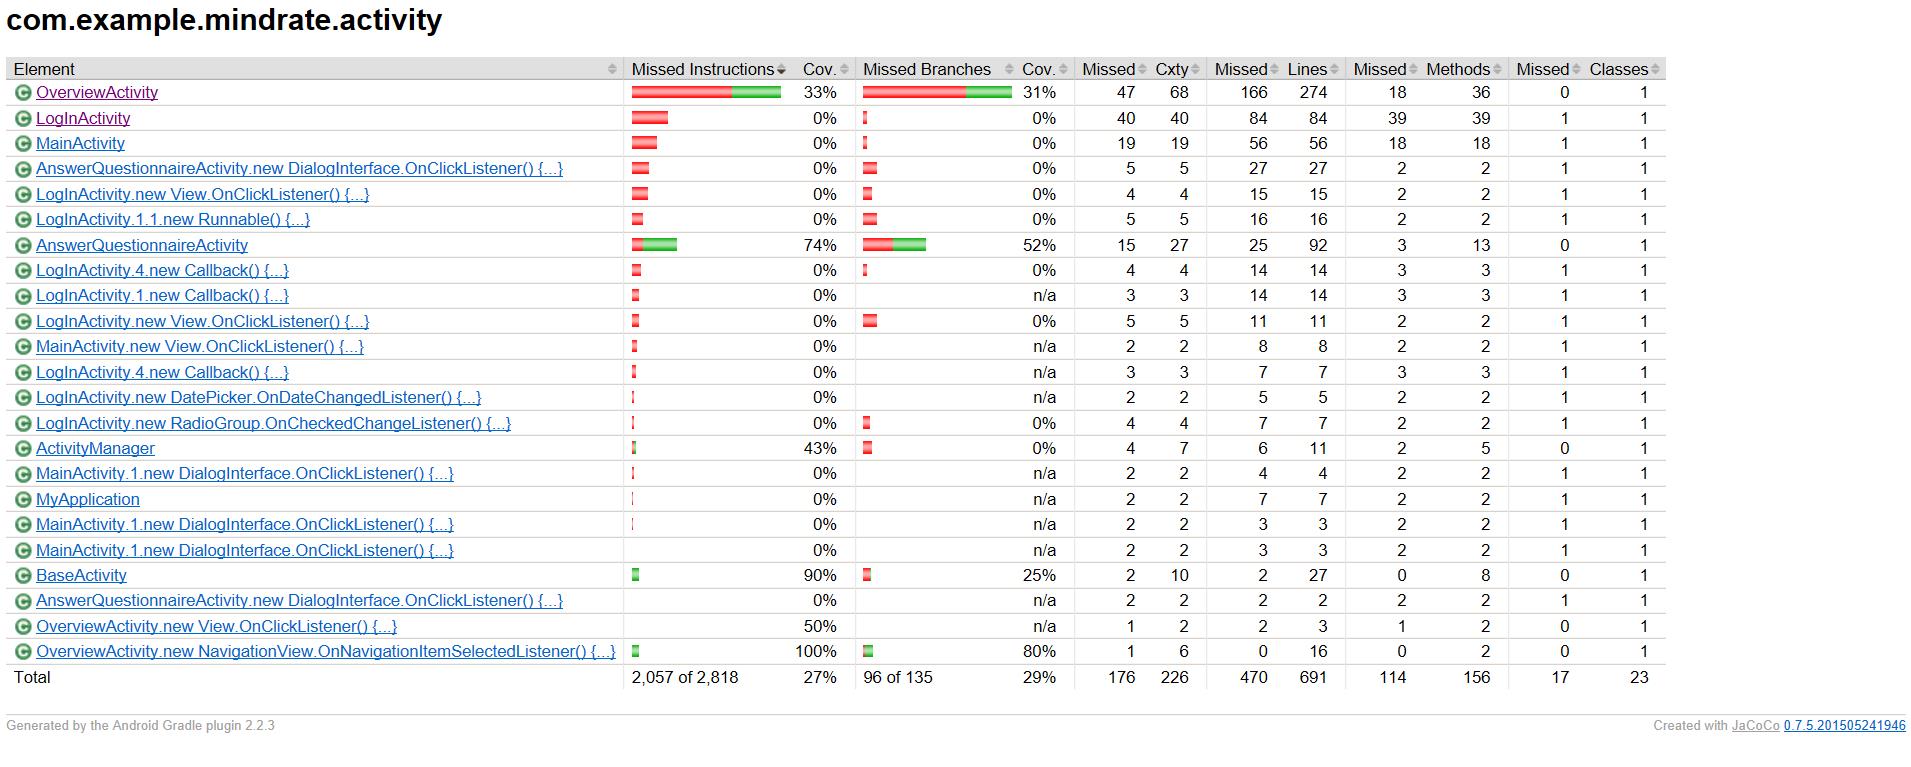 com.example.mindrate.activity
Element Missed Instructions Cov. Missed Branches Cov. Missed Cxty Missed Lines Missed Methods Missed Classes
OverviewActivity 33% 31% 47 68 166 274 18 36 0 1
LogInActivity 0% 0% 40 40 84 84 39 39 1 1
MainActivity 0% 0% 19 19 56 56 18 18 1 1
AnswerQuestionnaireActivity.new DialogInterface.OnClickListener() {...} 0% 0% 5 5 27 27 2 2 1 1
LogInActivity.new View.OnClickListener() {...} 0% 0% 4 4 15 15 2 2 1 1
LogInActivity.1.1.new Runnable() {...} 0% 0% 5 5 16 16 2 2 1 1
AnswerQuestionnaireActivity 74% 52% 15 27 25 92 3 13 0 1
LogInActivity.4.new Callback() {...} 0% 0% 4 4 14 14 3 3 1 1
LogInActivity.1.new Callback() {...} 0% n/a 3 3 14 14 3 3 1 1
LogInActivity.new View.OnClickListener() {...} 0% 0% 5 5 11 11 2 2 1 1
MainActivity.new View.OnClickListener() {...} 0% n/a 2 2 8 8 2 2 1 1
LogInActivity.4.new Callback() {...} 0% n/a 3 3 7 7 3 3 1 1
LogInActivity.new DatePicker.OnDateChangedListener() {...} 0% n/a 2 2 5 5 2 2 1 1
LogInActivity.new RadioGroup.OnCheckedChangeListener() {...} 0% 0% 4 4 7 7 2 2 1 1
ActivityManager 43% 0% 4 7 6 11 2 5 0 1
MainActivity.1.new DialogInterface.OnClickListener() {...} 0% n/a 2 2 4 4 2 2 1 1
MyApplication 0% n/a 2 2 7 7 2 2 1 1
MainActivity.1.new DialogInterface.OnClickListener() {...} 0% n/a 2 2 3 3 2 2 1 1
MainActivity.1.new DialogInterface.OnClickListener() {...} 0% n/a 2 2 3 3 2 2 1 1
BaseActivity 90% 25% 2 10 2 27 0 8 0 1
AnswerQuestionnaireActivity.new DialogInterface.OnClickListener() {...} 0% n/a 2 2 2 2 2 2 1 1
OverviewActivity.new View.OnClickListener() {...} 50% n/a 1 2 2 3 1 2 0 1
OverviewActivity.new NavigationView.OnNavigationItemSelectedListener() {...} 100% 80% 1 6 0 16 0 2 0 1
Total 2,057 of 2,818 27% 96 of 135 29% 176 226 470 691 114 156 17 23
Generated by the Android Gradle plugin 2.2.3 Created with JaCoCo 0.7.5.201505241946